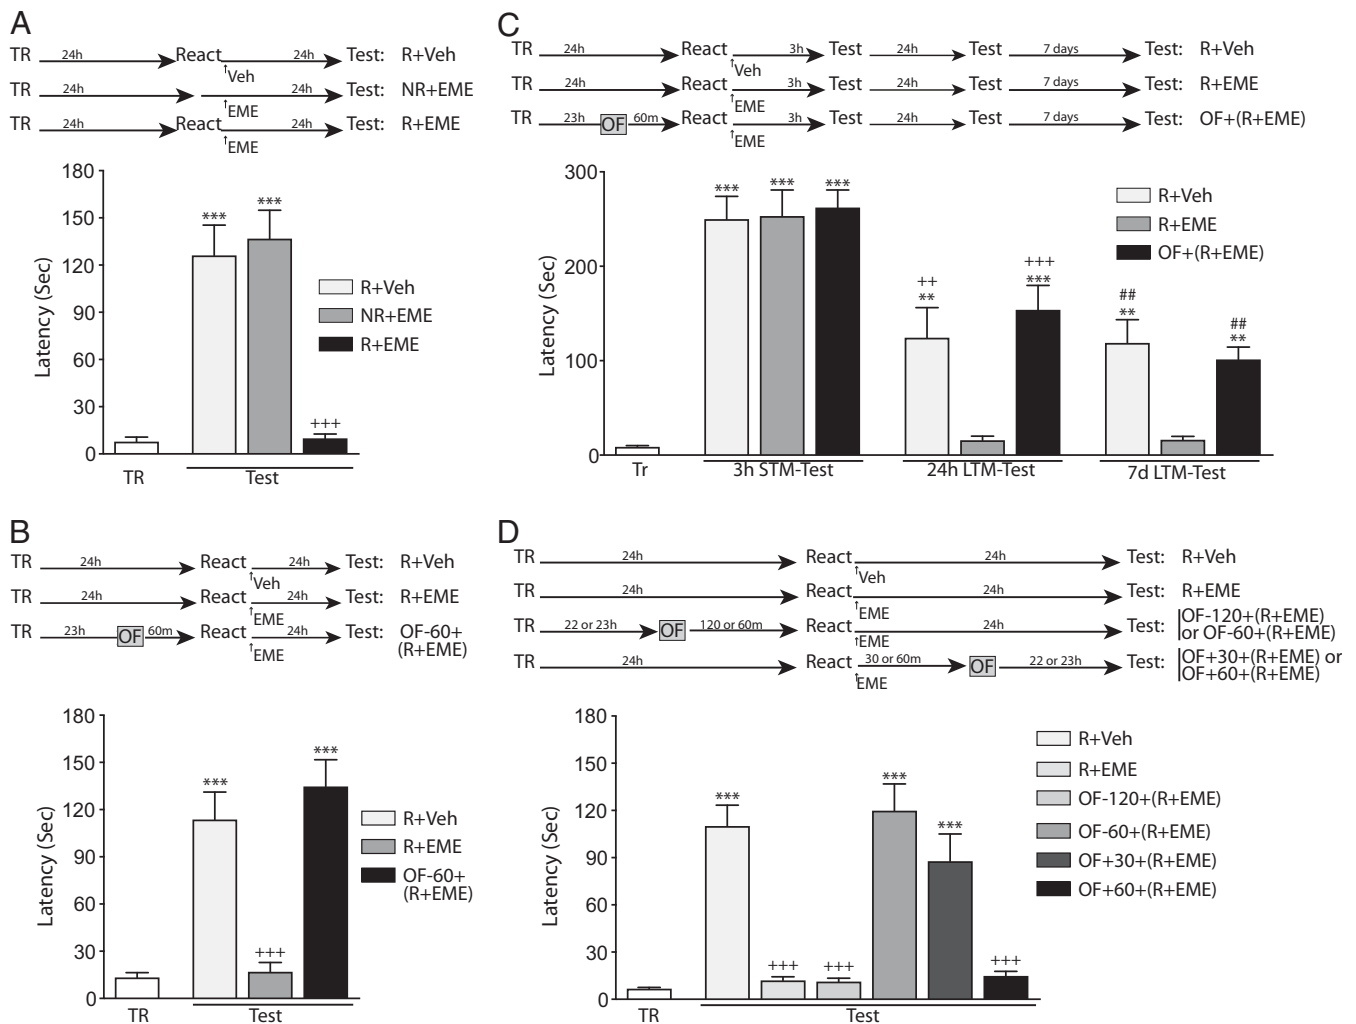 A
TR 24h React 24h Test: R+Veh
↑Veh
TR 24h 24h Test: NR+EME
↑EME
TR 24h React 24h Test: R+EME
↑EME
180
150
120
90
60
30
0
Latency (Sec)
*** *** +++
R+Veh
NR+EME
R+EME
TR Test
C
TR 24h React 3h Test 24h Test 7 days Test: R+Veh
↑Veh
TR 24h React 3h Test 24h Test 7 days Test: R+EME
↑EME
TR 23h OF 60m React 3h Test 24h Test 7 days Test: OF+(R+EME)
↑EME
300
200
100
0
Latency (Sec)
*** *** ***
++ +++
** ***
## ##
** **
R+Veh
R+EME
OF+(R+EME)
Tr 3h STM-Test 24h LTM-Test 7d LTM-Test
B
TR 24h React 24h Test: R+Veh
↑Veh
TR 24h React 24h Test: R+EME
↑EME
TR 23h OF 60m React 24h Test: OF-60+
(R+EME)
↑EME
180
150
120
90
60
30
0
Latency (Sec)
*** +++ ***
R+Veh
R+EME
OF-60+
(R+EME)
TR Test
D
TR 24h React 24h Test: R+Veh
↑Veh
TR 24h React 24h Test: R+EME
↑EME
TR 22 or 23h OF 120 or 60m React 24h Test: OF-120+(R+EME)
or OF-60+(R+EME)
↑EME
TR 24h React 30 or 60m OF 22 or 23h Test: OF+30+(R+EME) or
OF+60+(R+EME)
↑EME
180
150
120
90
60
30
0
Latency (Sec)
*** +++ +++ *** *** +++
R+Veh
R+EME
OF-120+(R+EME)
OF-60+(R+EME)
OF+30+(R+EME)
OF+60+(R+EME)
TR Test